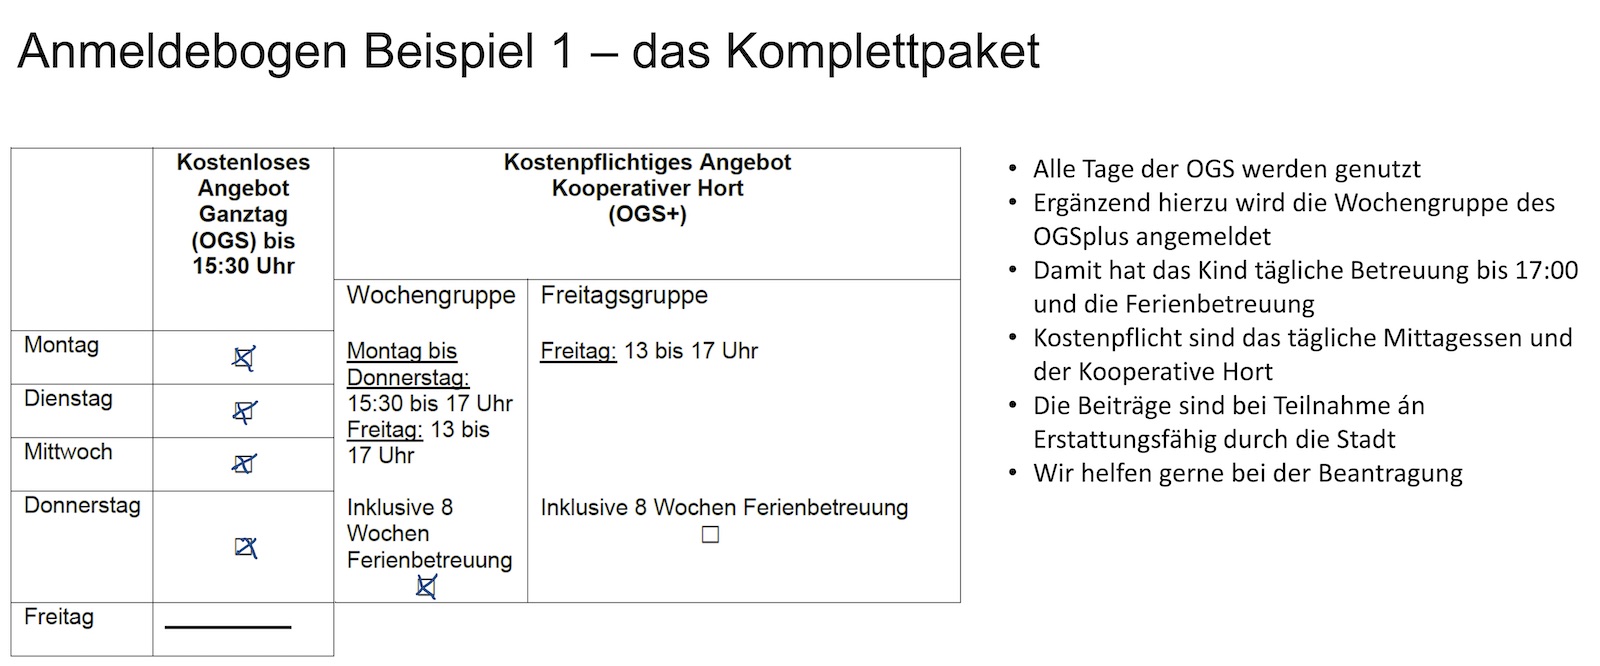 Anmeldebogen Beispiel 1 – das Komplettpaket
Kostenloses
Angebot
Ganztag
(OGS) bis
15:30 Uhr
Kostenpflichtiges Angebot
Kooperativer Hort
(OGS+)
Wochengruppe
Freitagsgruppe
Montag
Dienstag
Mittwoch
Donnerstag
Freitag
Montag bis
Donnerstag:
15:30 bis 17 Uhr
Freitag: 13 bis
17 Uhr
Inklusive 8
Wochen
Ferienbetreuung
Freitag: 13 bis 17 Uhr
Inklusive 8 Wochen Ferienbetreuung
• Alle Tage der OGS werden genutzt
• Ergänzend hierzu wird die Wochengruppe des
OGSplus angemeldet
• Damit hat das Kind tägliche Betreuung bis 17:00
und die Ferienbetreuung
• Kostenpflicht sind das tägliche Mittagessen und
der Kooperative Hort
• Die Beiträge sind bei Teilnahme án
Erstattungsfähig durch die Stadt
• Wir helfen gerne bei der Beantragung